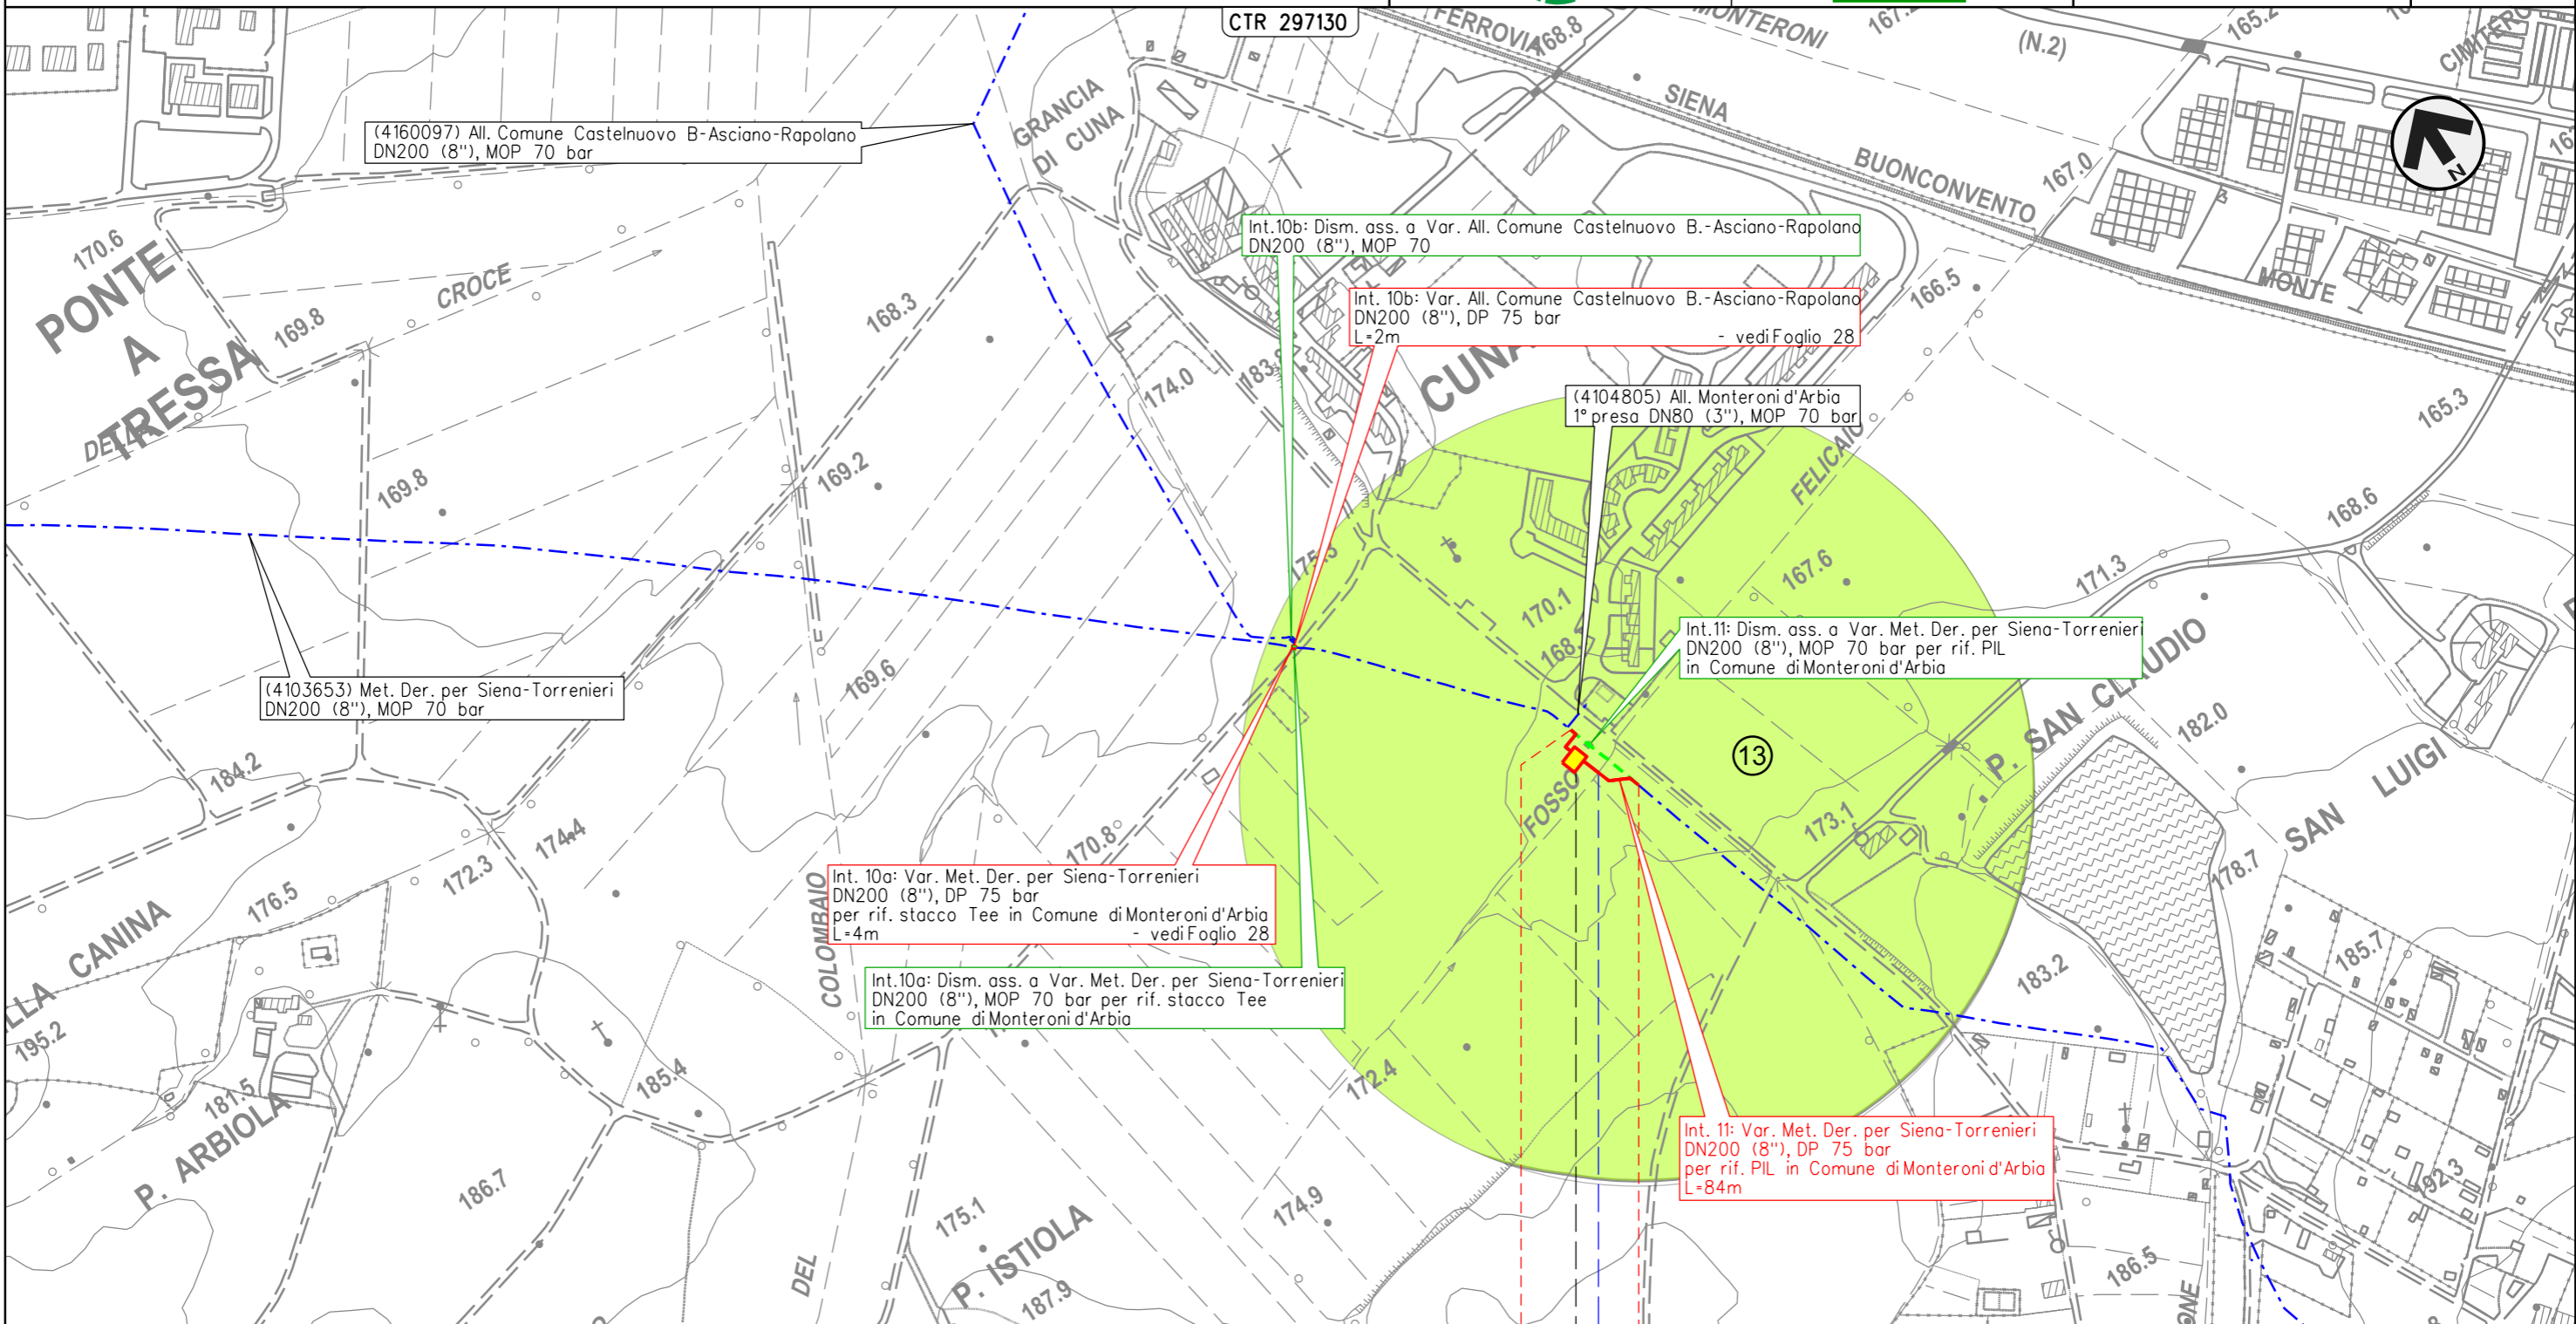 CTR 297130
FERROVIA
168.8
MONTERONI
(N.2)
165.2
SIENA
GRANCIA
DI CUNA
(4160097) All. Comune Castelnuovo B-Asciano-Rapolano
DN200 (8"), MOP 70 bar
BUONCONVENTO
167.0
N
170.6
PONTE
A
TRESSA
CROCE
169.8
168.3
Int.10b: Dism. ass. a Var. All. Comune Castelnuovo B.-Asciano-Rapolano
DN200 (8"), MOP 70
Int. 10b: Var. All. Comune Castelnuovo B.-Asciano-Rapolano
DN200 (8"), DP 75 bar
L=2m - vedi Foglio 28
166.5
MONTE
174.0
CUNA
(4104805) All. Monteroni d'Arbia
1° presa DN80 (3"), MOP 70 bar
165.3
169.8
169.2
FELICAIO
168.6
167.6
171.3
170.1
Int.11: Dism. ass. a Var. Met. Der. per Siena-Torrenieri
DN200 (8"), MOP 70 bar per rif. PIL
in Comune di Monteroni d'Arbia
(4103653) Met. Der. per Siena-Torrenieri
DN200 (8"), MOP 70 bar
169.6
13
P. SAN CLAUDIO
182.0
SAN LUIGI
184.2
FOSSO
173.1
174.4
172.3
170.8
178.7
Int. 10a: Var. Met. Der. per Siena-Torrenieri
DN200 (8"), DP 75 bar
per rif. stacco Tee in Comune di Monteroni d'Arbia
L=4m - vedi Foglio 28
176.5
CANINA
COLOMBAIO
185.7
183.2
Int.10a: Dism. ass. a Var. Met. Der. per Siena-Torrenieri
DN200 (8"), MOP 70 bar per rif. stacco Tee
in Comune di Monteroni d'Arbia
195.2
181.5
185.4
172.4
P. ARBIOLA
Int. 11: Var. Met. Der. per Siena-Torrenieri
DN200 (8"), DP 75 bar
per rif. PIL in Comune di Monteroni d'Arbia
L=84m
192.3
186.7
175.1
174.9
P. ISTIOLA
DEL
187.9
186.5